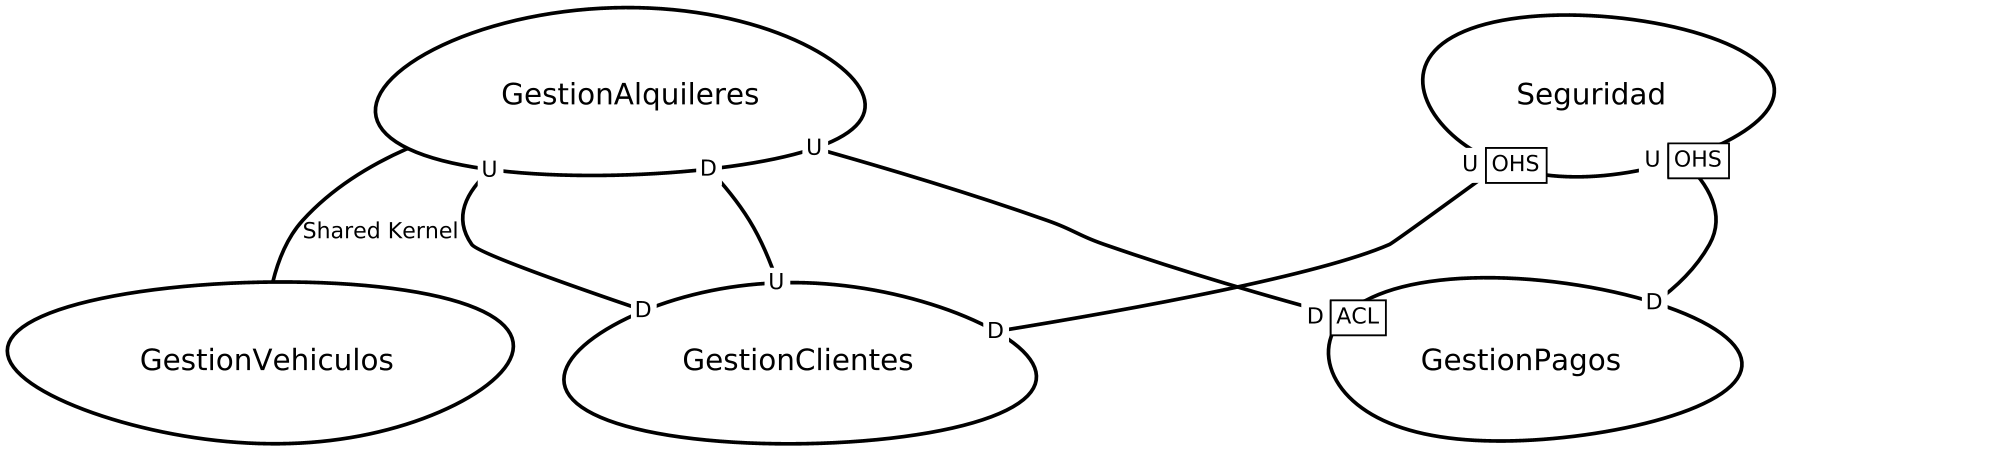 GestionAlquileres
Seguridad
U
D
U
U OHS
U OHS
Shared Kernel
D
U
D
D ACL
D
GestionVehiculos
GestionClientes
GestionPagos